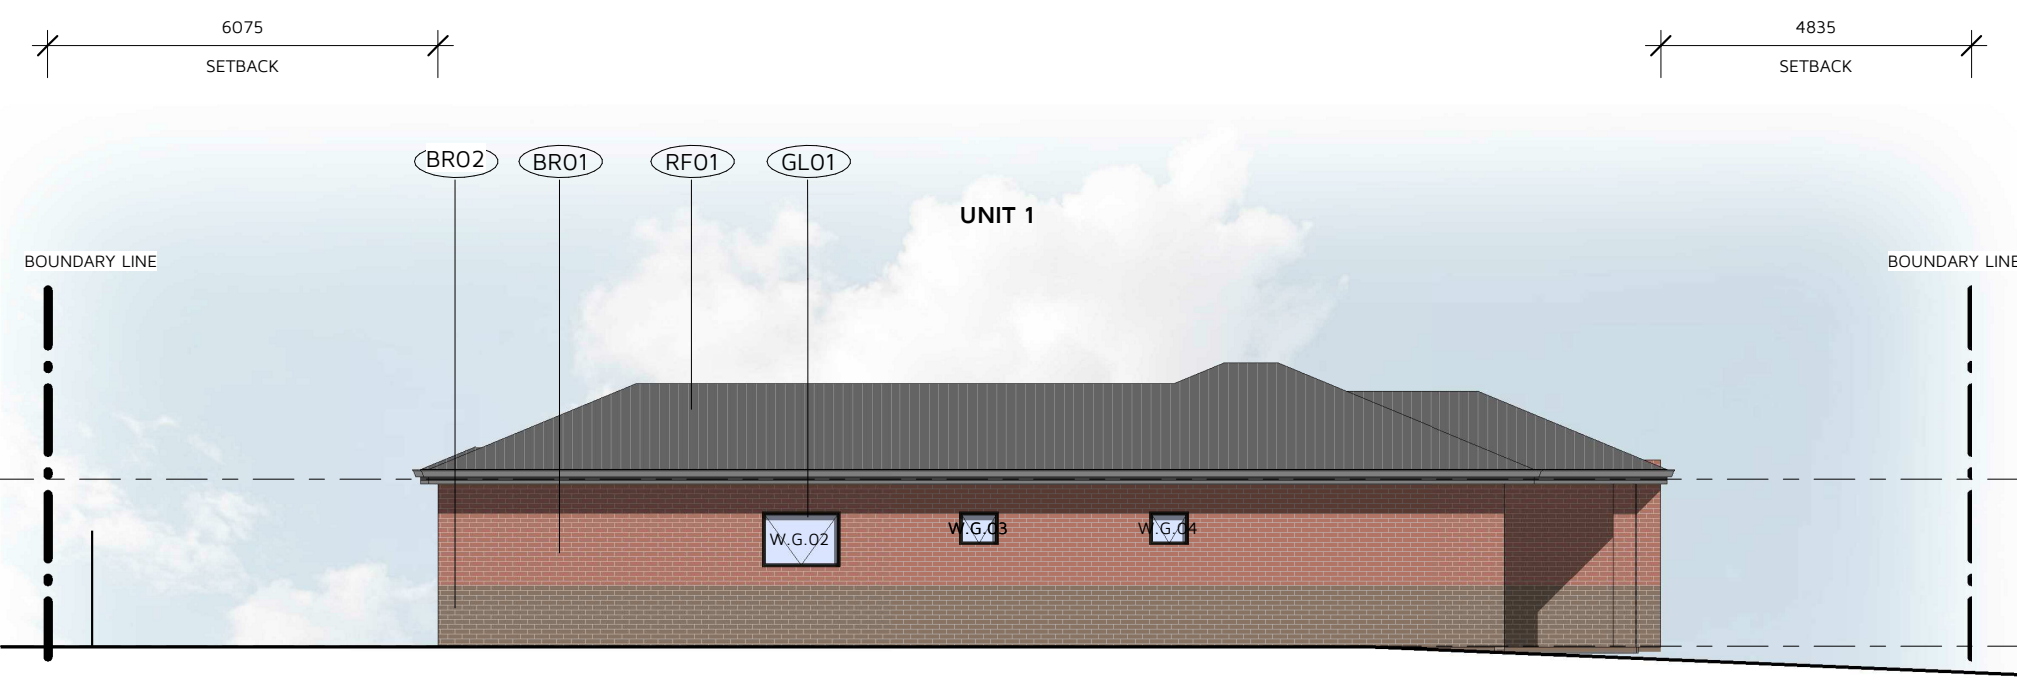 6075
SETBACK
4835
SETBACK
BR02
BR01
RF01
GL01
UNIT 1
BOUNDARY LINE
BOUNDARY LINE
W.G.02
W.G.03
W.G.04